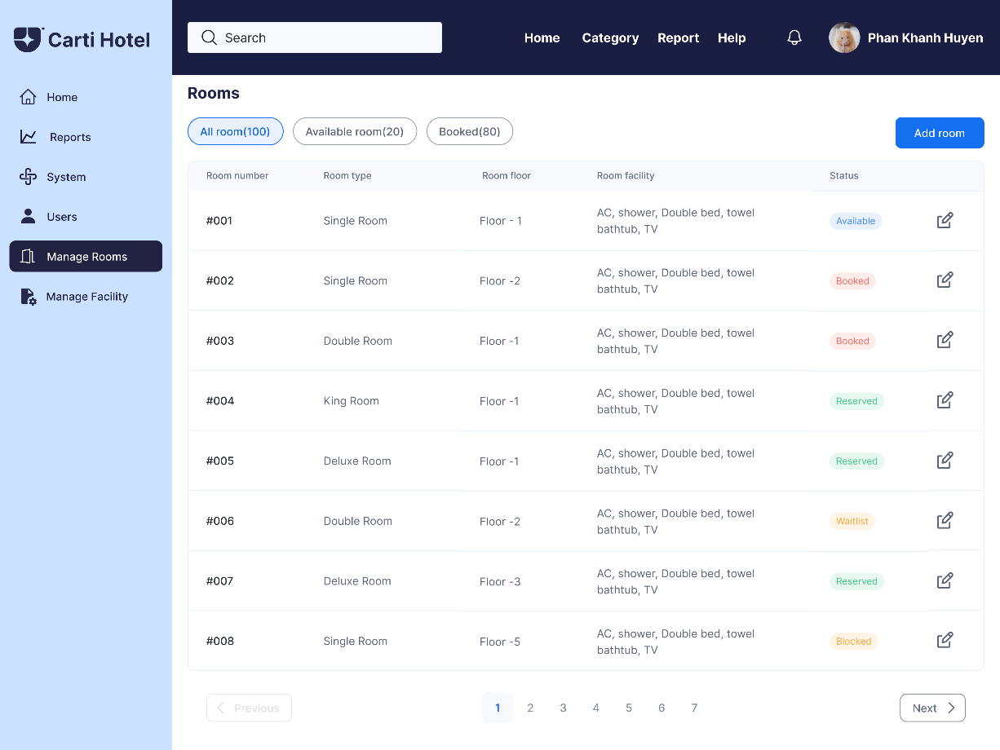 Carti Hotel
Search
Home Category Report Help
Phan Khanh Huyen
Home
Reports
System
Users
Manage Rooms
Manage Facility
Rooms
All room(100) Available room(20) Booked(80)
Add room
Room number Room type Room floor Room facility Status
#001 Single Room Floor - 1 AC, shower, Double bed, towel
bathtub, TV Available
#002 Single Room Floor -2 AC, shower, Double bed, towel
bathtub, TV Booked
#003 Double Room Floor -1 AC, shower, Double bed, towel
bathtub, TV Booked
#004 King Room Floor -1 AC, shower, Double bed, towel
bathtub, TV Reserved
#005 Deluxe Room Floor -1 AC, shower, Double bed, towel
bathtub, TV Reserved
#006 Double Room Floor -2 AC, shower, Double bed, towel
bathtub, TV Waitlist
#007 Deluxe Room Floor -3 AC, shower, Double bed, towel
bathtub, TV Reserved
#008 Single Room Floor -5 AC, shower, Double bed, towel
bathtub, TV Blocked
Previous 1 2 3 4 5 6 7 Next